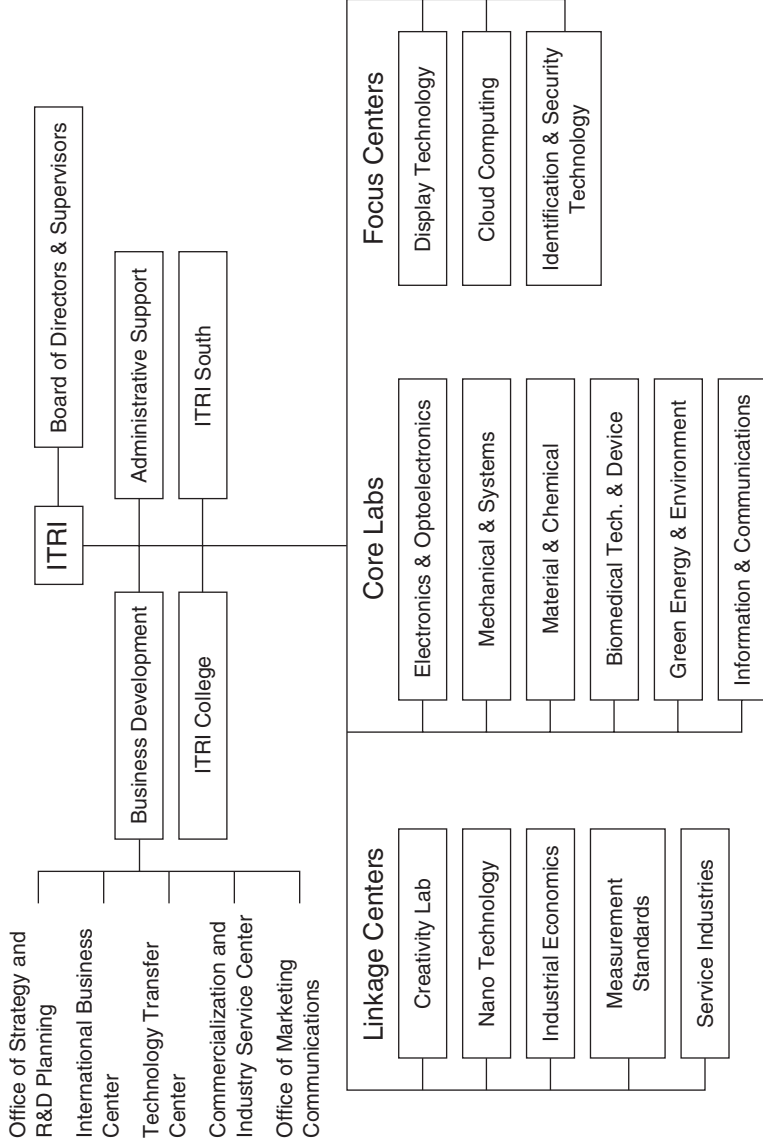 ITRI
Board of Directors & Supervisors
Office of Strategy and
R&D Planning
International Business
Center
Technology Transfer
Center
Commercialization and
Industry Service Center
Office of Marketing
Communications
Business Development
Administrative Support
ITRI College
ITRI South
Linkage Centers
Creativity Lab
Nano Technology
Industrial Economics
Measurement
Standards
Service Industries
Core Labs
Electronics & Optoelectronics
Mechanical & Systems
Material & Chemical
Biomedical Tech. & Device
Green Energy & Environment
Information & Communications
Focus Centers
Display Technology
Cloud Computing
Identification & Security
Technology